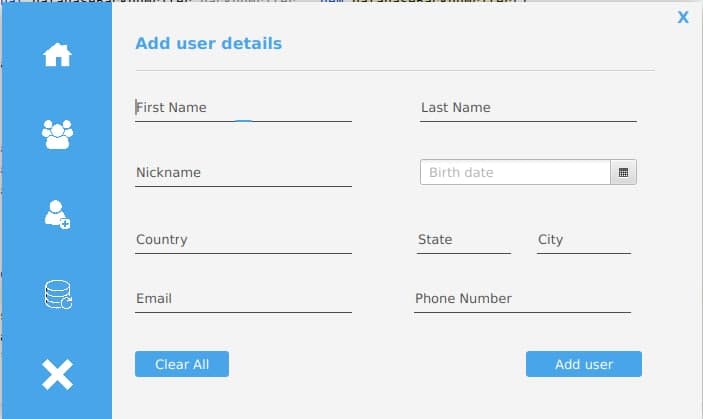 X
Add user details
First Name
Last Name
Nickname
Birth date
Country
State
City
Email
Phone Number
Clear All
Add user